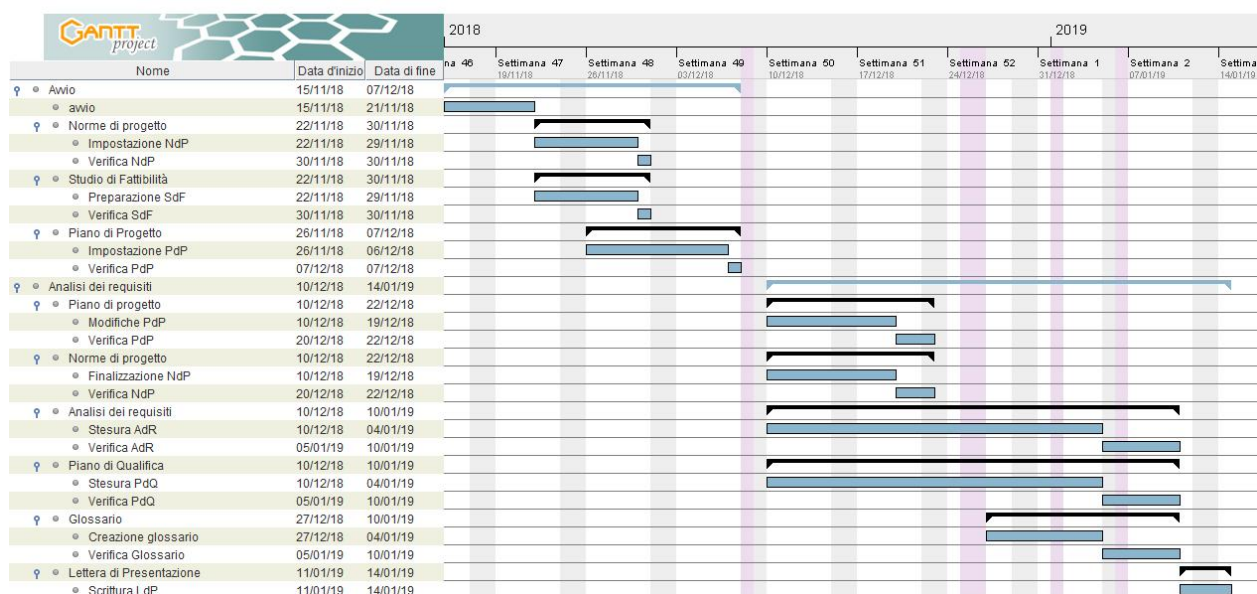 GANTT project
2018
2019
na 46
Settimana 47
Settimana 48
Settimana 49
Settimana 50
Settimana 51
Settimana 52
Settimana 1
Settimana 2
Settima
19/11/18
26/11/18
03/12/18
10/12/18
17/12/18
24/12/18
31/12/18
07/01/19
14/01/19
Nome Data d'inizio Data di fine
Avvio 15/11/18 07/12/18
avvio 15/11/18 21/11/18
Norme di progetto 22/11/18 30/11/18
Impostazione NdP 22/11/18 29/11/18
Verifica NdP 30/11/18 30/11/18
Studio di Fattibilità 22/11/18 30/11/18
Preparazione SdF 22/11/18 29/11/18
Verifica SdF 30/11/18 30/11/18
Piano di Progetto 26/11/18 07/12/18
Impostazione PdP 26/11/18 06/12/18
Verifica PdP 07/12/18 07/12/18
Analisi dei requisiti 10/12/18 14/01/19
Piano di progetto 10/12/18 22/12/18
Modifiche PdP 10/12/18 19/12/18
Verifica PdP 20/12/18 22/12/18
Norme di progetto 10/12/18 22/12/18
Finalizzazione NdP 10/12/18 19/12/18
Verifica NdP 20/12/18 22/12/18
Analisi dei requisiti 10/12/18 10/01/19
Stesura AdR 10/12/18 04/01/19
Verifica AdR 05/01/19 10/01/19
Piano di Qualifica 10/12/18 10/01/19
Stesura PdQ 10/12/18 04/01/19
Verifica PdQ 05/01/19 10/01/19
Glossario 27/12/18 10/01/19
Creazione glossario 27/12/18 04/01/19
Verifica Glossario 05/01/19 10/01/19
Lettera di Presentazione 11/01/19 14/01/19
Scrittura LdP 11/01/19 14/01/19